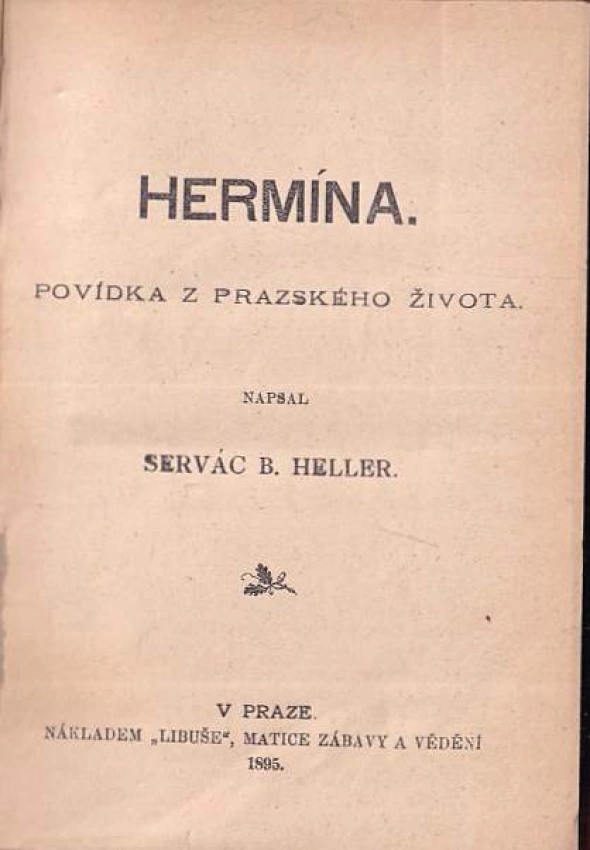 HERMÍNA.
POVÍDKA Z PRAZSKÉHO ŽIVOTA.
NAPSAL
SERVÁC B. HELLER.
V PRAZE.
NÁKLADEM „LIBUŠE“, MATICE ZÁBAVY A VĚDĚNÍ
1895.